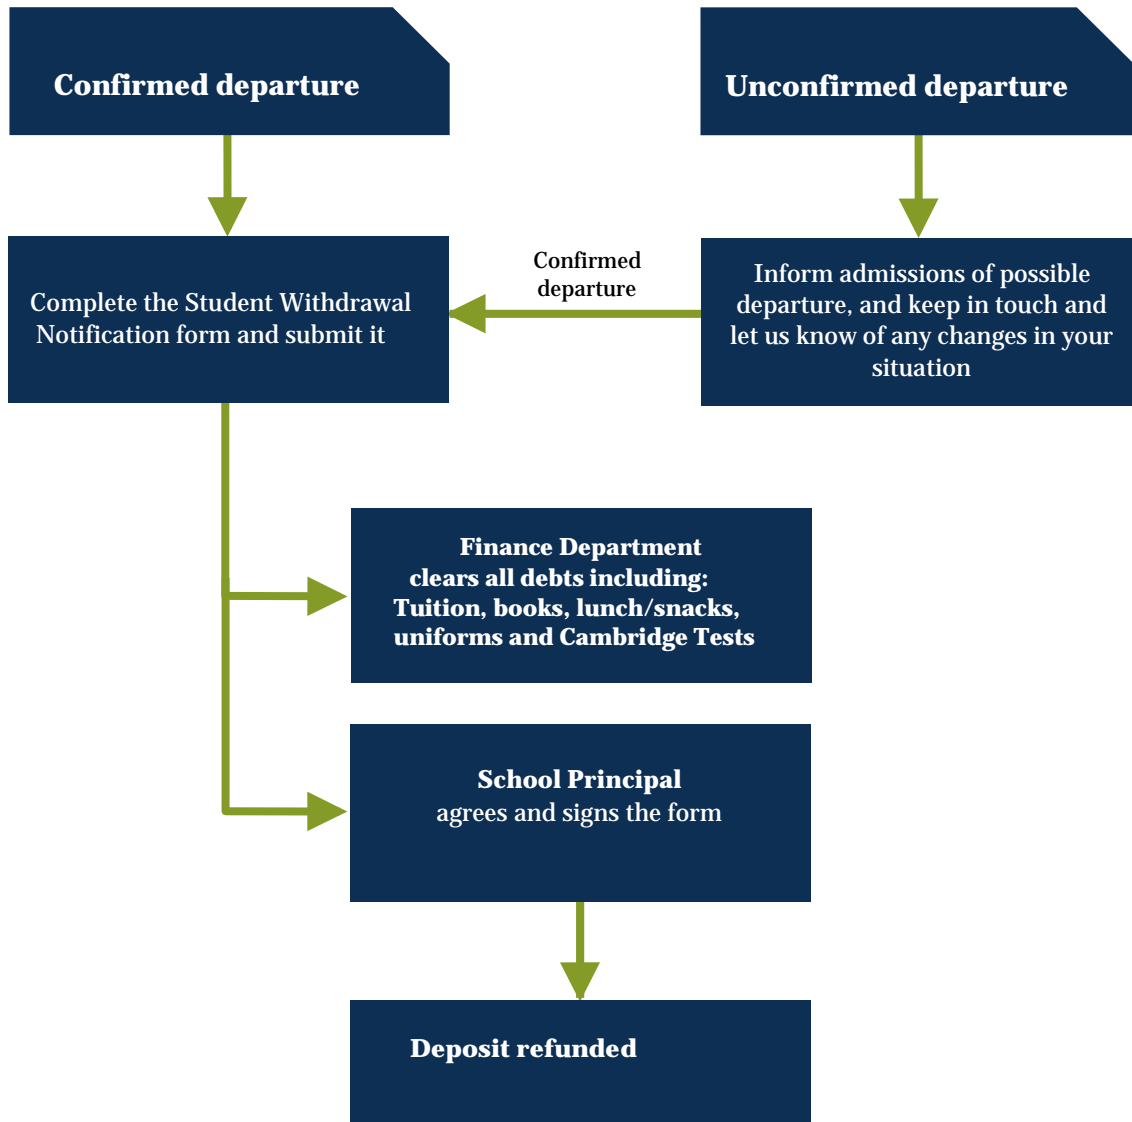 Confirmed departure
Unconfirmed departure
Complete the Student Withdrawal
Notification form and submit it
Confirmed
departure
Inform admissions of possible
departure, and keep in touch and
let us know of any changes in your
situation
Finance Department
clears all debts including:
Tuition, books, lunch/snacks,
uniforms and Cambridge Tests
School Principal
agrees and signs the form
Deposit refunded